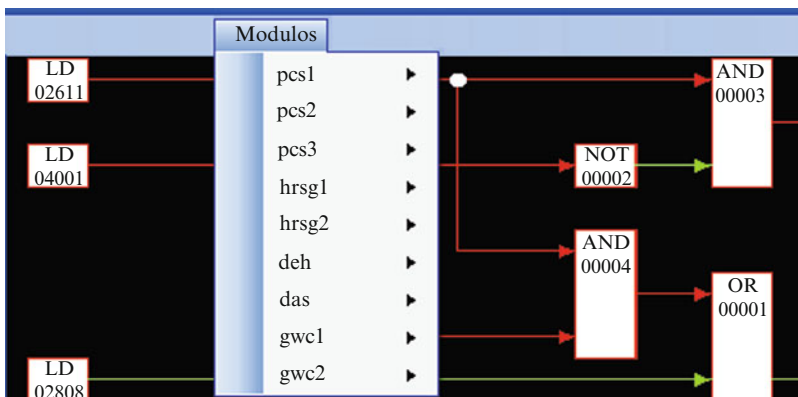 Modulos
LD
02611
pcs1
AND
00003
pcs2
LD
04001
pcs3
NOT
00002
hrsg1
hrsg2
AND
00004
deh
das
OR
00001
gwc1
LD
02808
gwc2